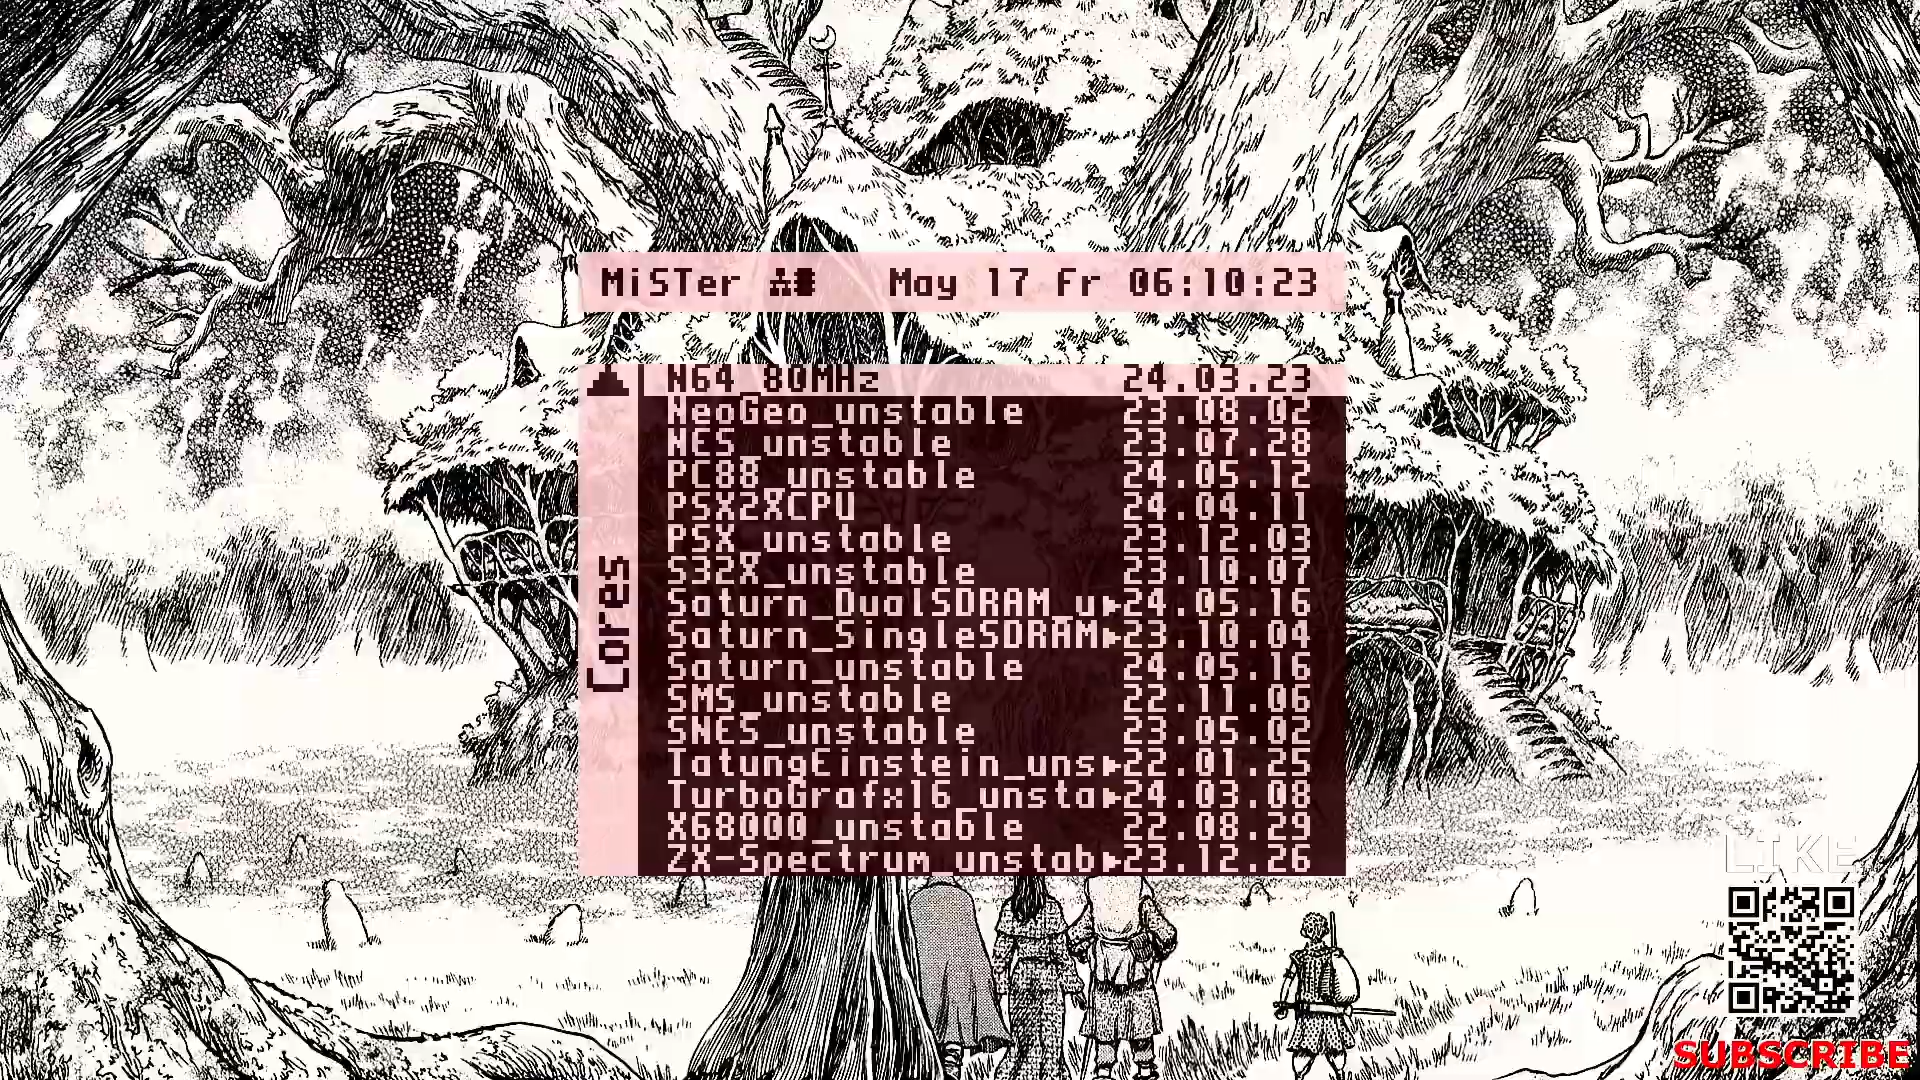 MiSTer May 17 Fr 06:10:23
Cores
N64_80MHz 24.03.23
NeoGeo_unstable 23.08.02
NES_unstable 23.07.28
PC88_unstable 24.05.12
PSX2XCPU 24.04.11
PSX_unstable 23.12.03
S32X_unstable 23.10.07
Saturn_DualSDRAM_u▸24.05.16
Saturn_SingleSDRAM▸23.10.04
Saturn_unstable 24.05.16
SMS_unstable 22.11.06
SNES_unstable 23.05.02
TatungEinstein_uns▸22.01.25
TurboGrafx16_unsta▸24.03.08
X68000_unstable 22.08.29
ZX-Spectrum_unstab▸23.12.26
LIKE
SUBSCRIBE